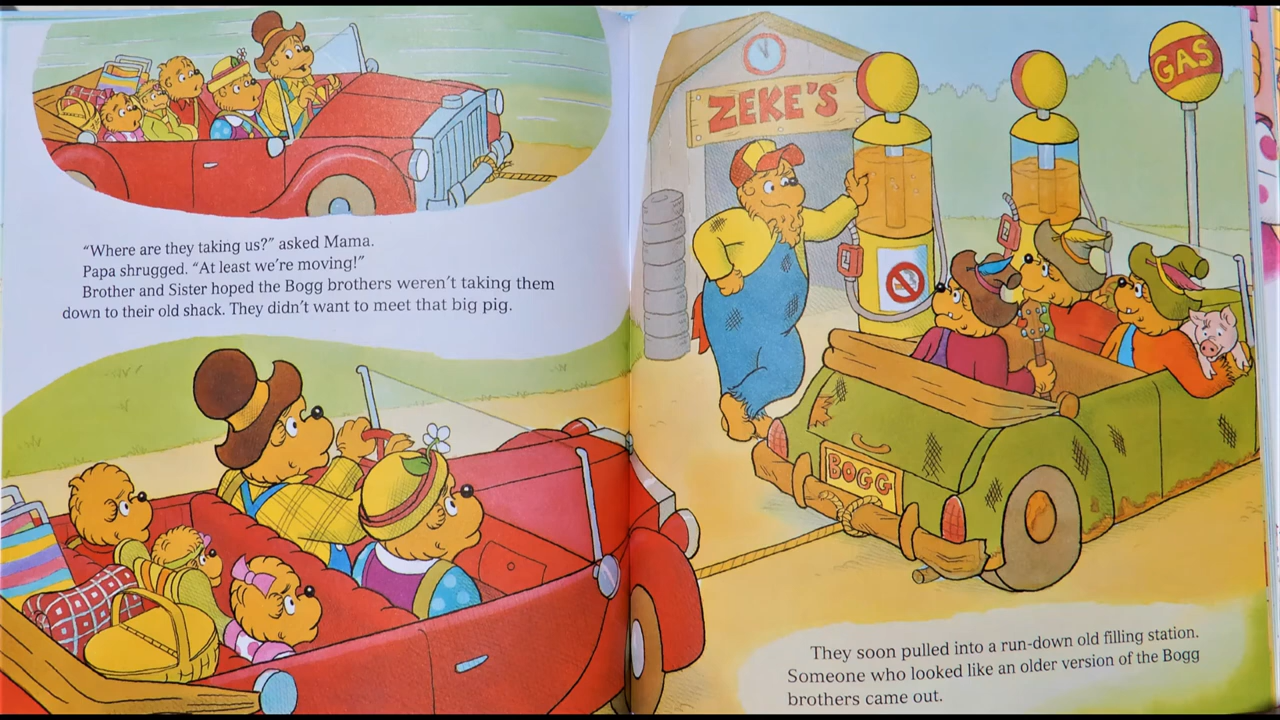 "Where are they taking us?" asked Mama.
Papa shrugged. "At least we're moving!"
Brother and Sister hoped the Bogg brothers weren't taking them
down to their old shack. They didn't want to meet that big pig.
ZEKE'S
GAS
BOGG
They soon pulled into a run-down old filling station.
Someone who looked like an older version of the Bogg
brothers came out.